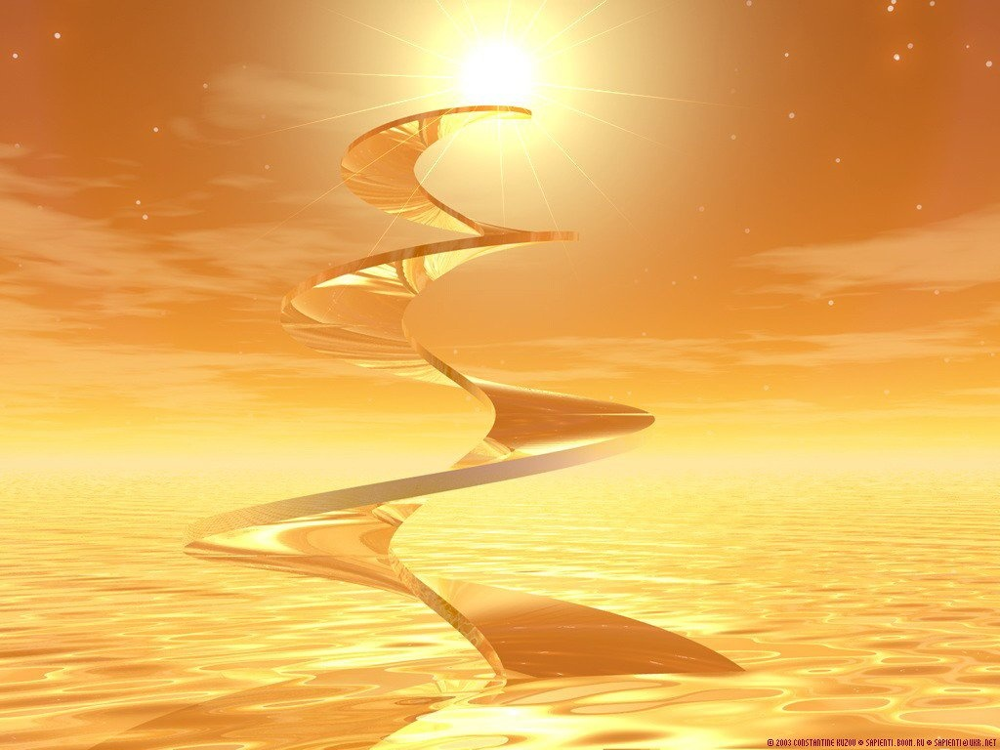 © 2003 CONSTANTINE KUZOV @ SAPIENTI.BOOM.RU @ SAPIENTI@UKR.NET